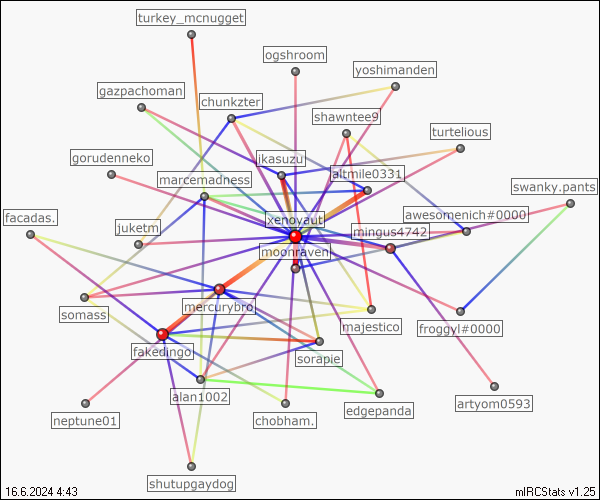 turkey_mcnugget
ogshroom
yoshimanden
gazpachoman
chunkzter
shawntee9
turtelious
gorudenneko
ikasuzu
altmile0331
marcemadness
swanky.pants
facadas.
xenoyaut
awesomenich#0000
juketm
mingus4742
moonraven
somass
mercurybro
majestico
froggyl#0000
fakedingo
sorapie
alan1002
edgepanda
artyom0593
neptune01
chobham.
shutupgaydog
16.6.2024 4:43
mIRCStats v1.25